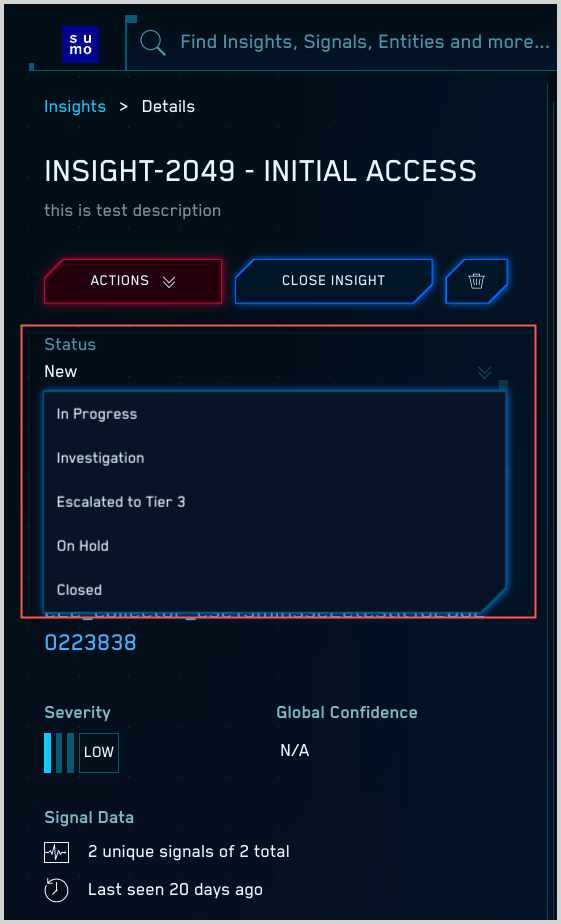 su
mo
Find Insights, Signals, Entities and more...
Insights > Details
INSIGHT-2049 - INITIAL ACCESS
this is test description
ACTIONS
CLOSE INSIGHT
Status
New
In Progress
Investigation
Escalated to Tier 3
On Hold
Closed
0223838
Severity
Global Confidence
LOW
N/A
Signal Data
2 unique signals of 2 total
Last seen 20 days ago